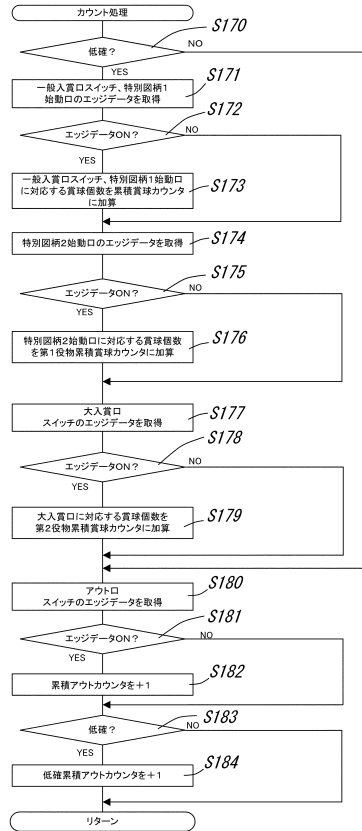 カウント処理
S170
低確？
NO
YES
S171
一般入賞口スイッチ、特別図柄1
始動口のエッジデータを取得
S172
エッジデータON？
NO
YES
一般入賞口スイッチ、特別図柄1始動口
に対応する賞球個数を累積賞球カウンタ
に加算
S173
特別図柄2始動口のエッジデータを取得
S174
S175
エッジデータON？
NO
YES
特別図柄2始動口に対応する賞球個数
を第1役物累積賞球カウンタに加算
S176
大入賞口
スイッチのエッジデータを取得
S177
S178
エッジデータON？
NO
YES
大入賞口に対応する賞球個数を
第2役物累積賞球カウンタに加算
S179
アウト口
スイッチのエッジデータを取得
S180
S181
エッジデータON？
NO
YES
S182
累積アウトカウンタを＋1
S183
低確？
NO
YES
S184
低確累積アウトカウンタを＋1
リターン